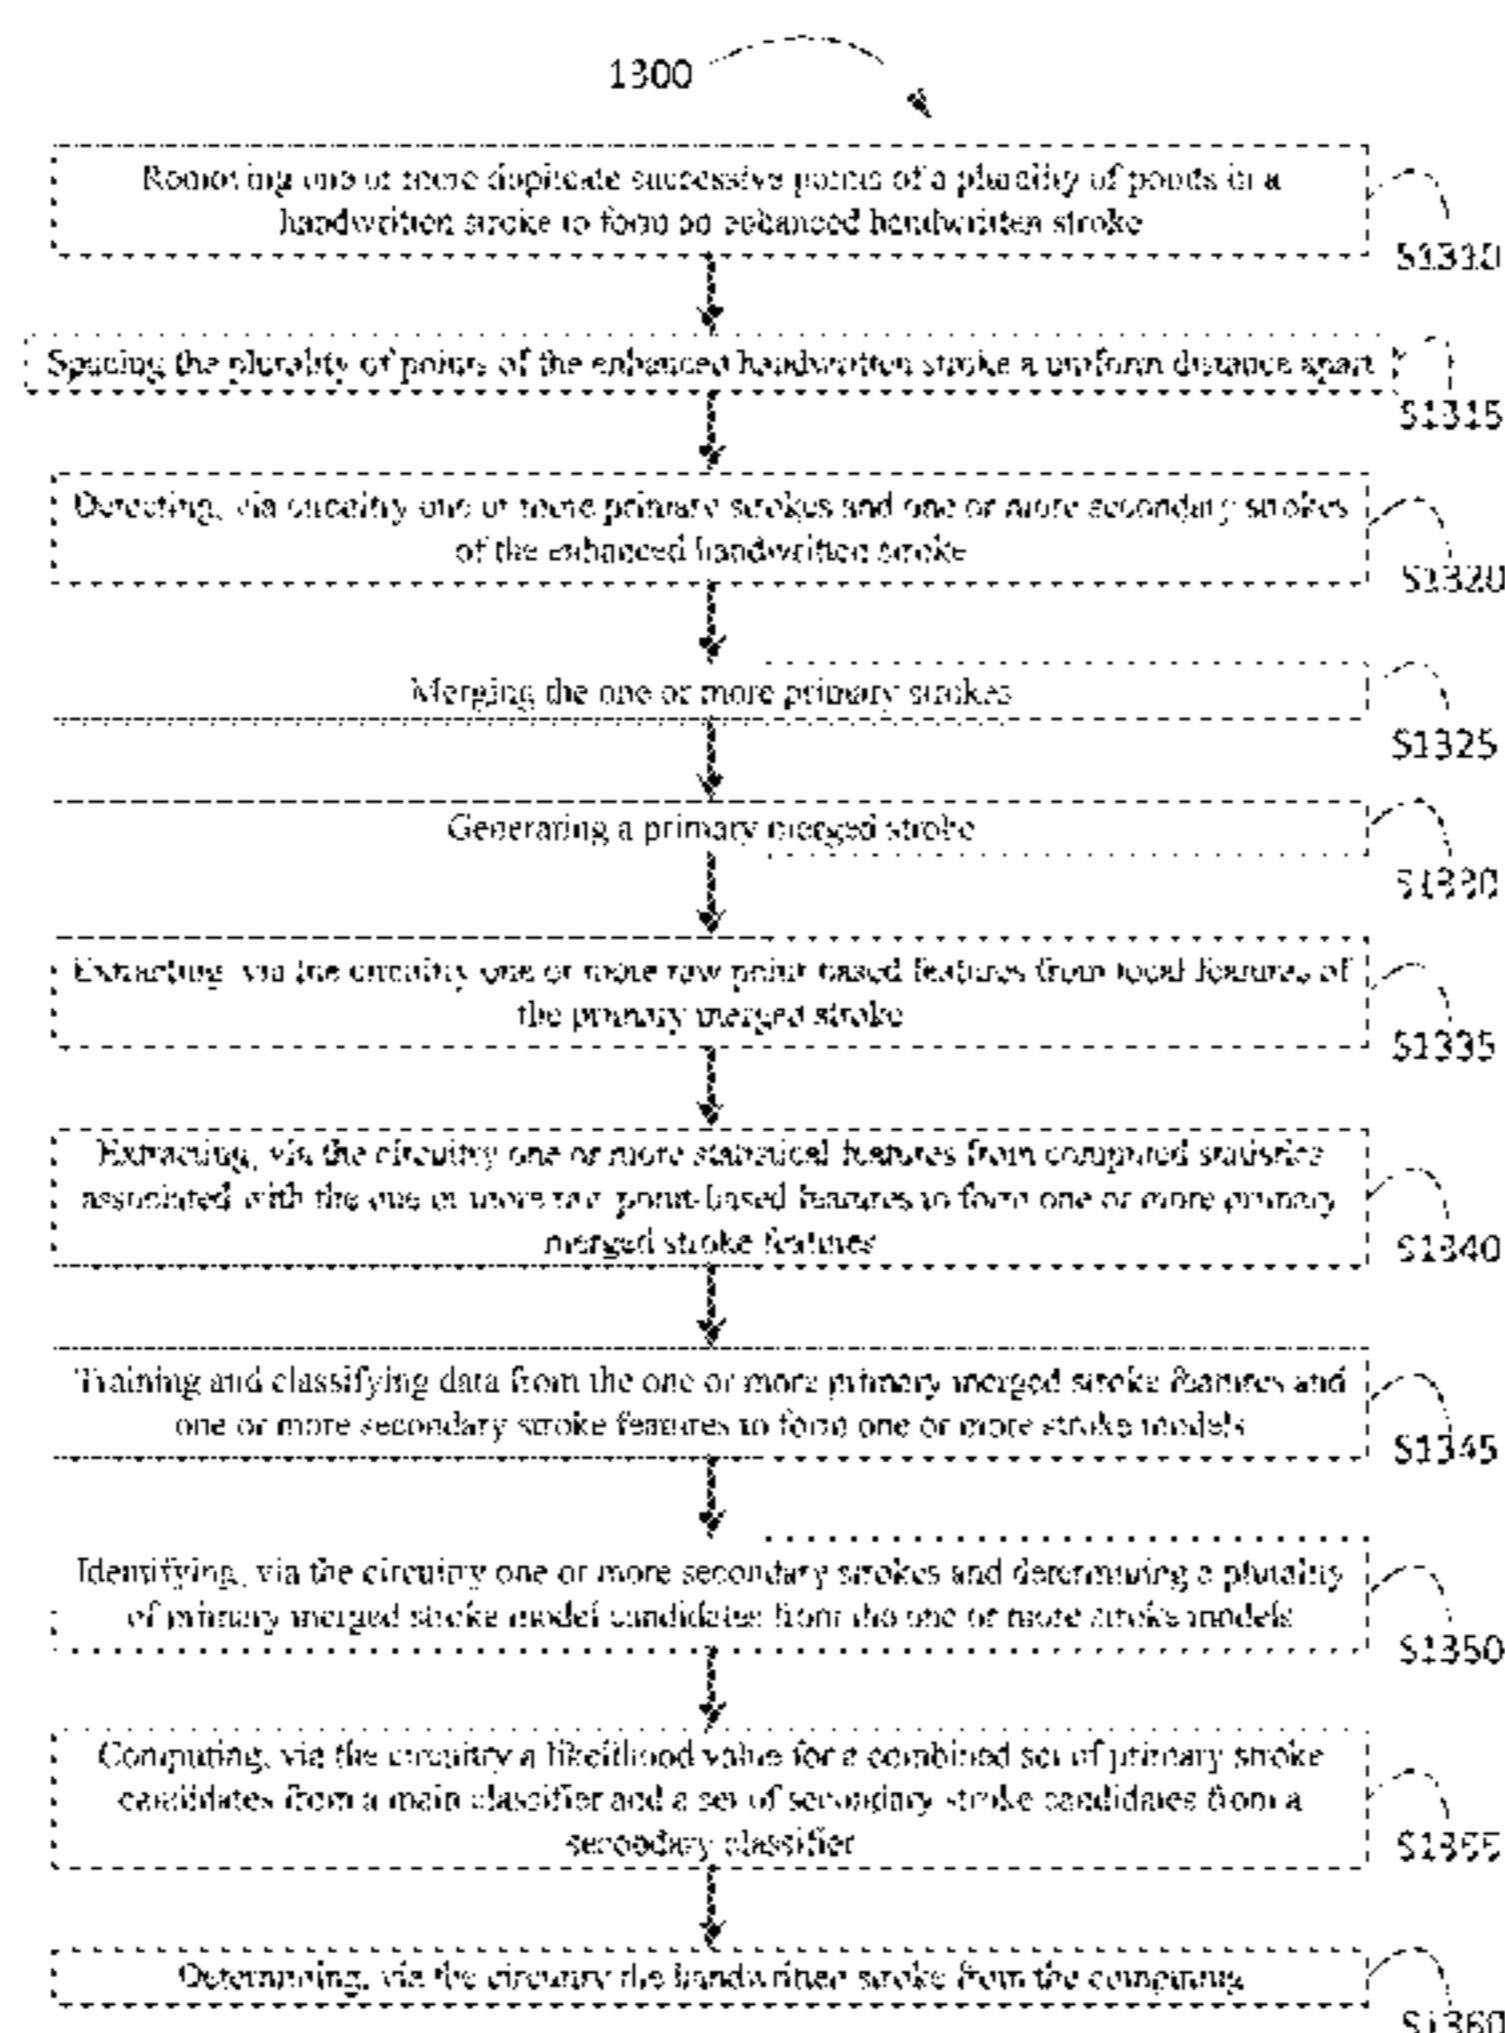 1300
Removing one or more duplicate successive points of a plurality of points in a
handwritten stroke to form an enhanced handwritten stroke
S1310
Spacing the plurality of points of the enhanced handwritten stroke a uniform distance apart
S1315
Detecting, via circuitry one or more primary strokes and one or more secondary strokes
of the enhanced handwritten stroke
S1320
Merging the one or more primary strokes
S1325
Generating a primary merged stroke
S1330
Extracting, via the circuitry one or more raw point based features from local features of
the primary merged stroke
S1335
Extracting, via the circuitry one or more statistical features from computed statistics
associated with the one or more raw point-based features to form one or more primary
merged stroke features
S1340
Training and classifying data from the one or more primary merged stroke features and
one or more secondary stroke features to form one or more stroke models
S1345
Identifying, via the circuitry one or more secondary strokes and determining a plurality
of primary merged stroke model candidates from the one or more stroke models
S1350
Computing, via the circuitry a likelihood value for a combined set of primary stroke
candidates from a main classifier and a set of secondary stroke candidates from a
secondary classifier
S1355
Determining, via the circuitry the handwritten stroke from the computing
S1360